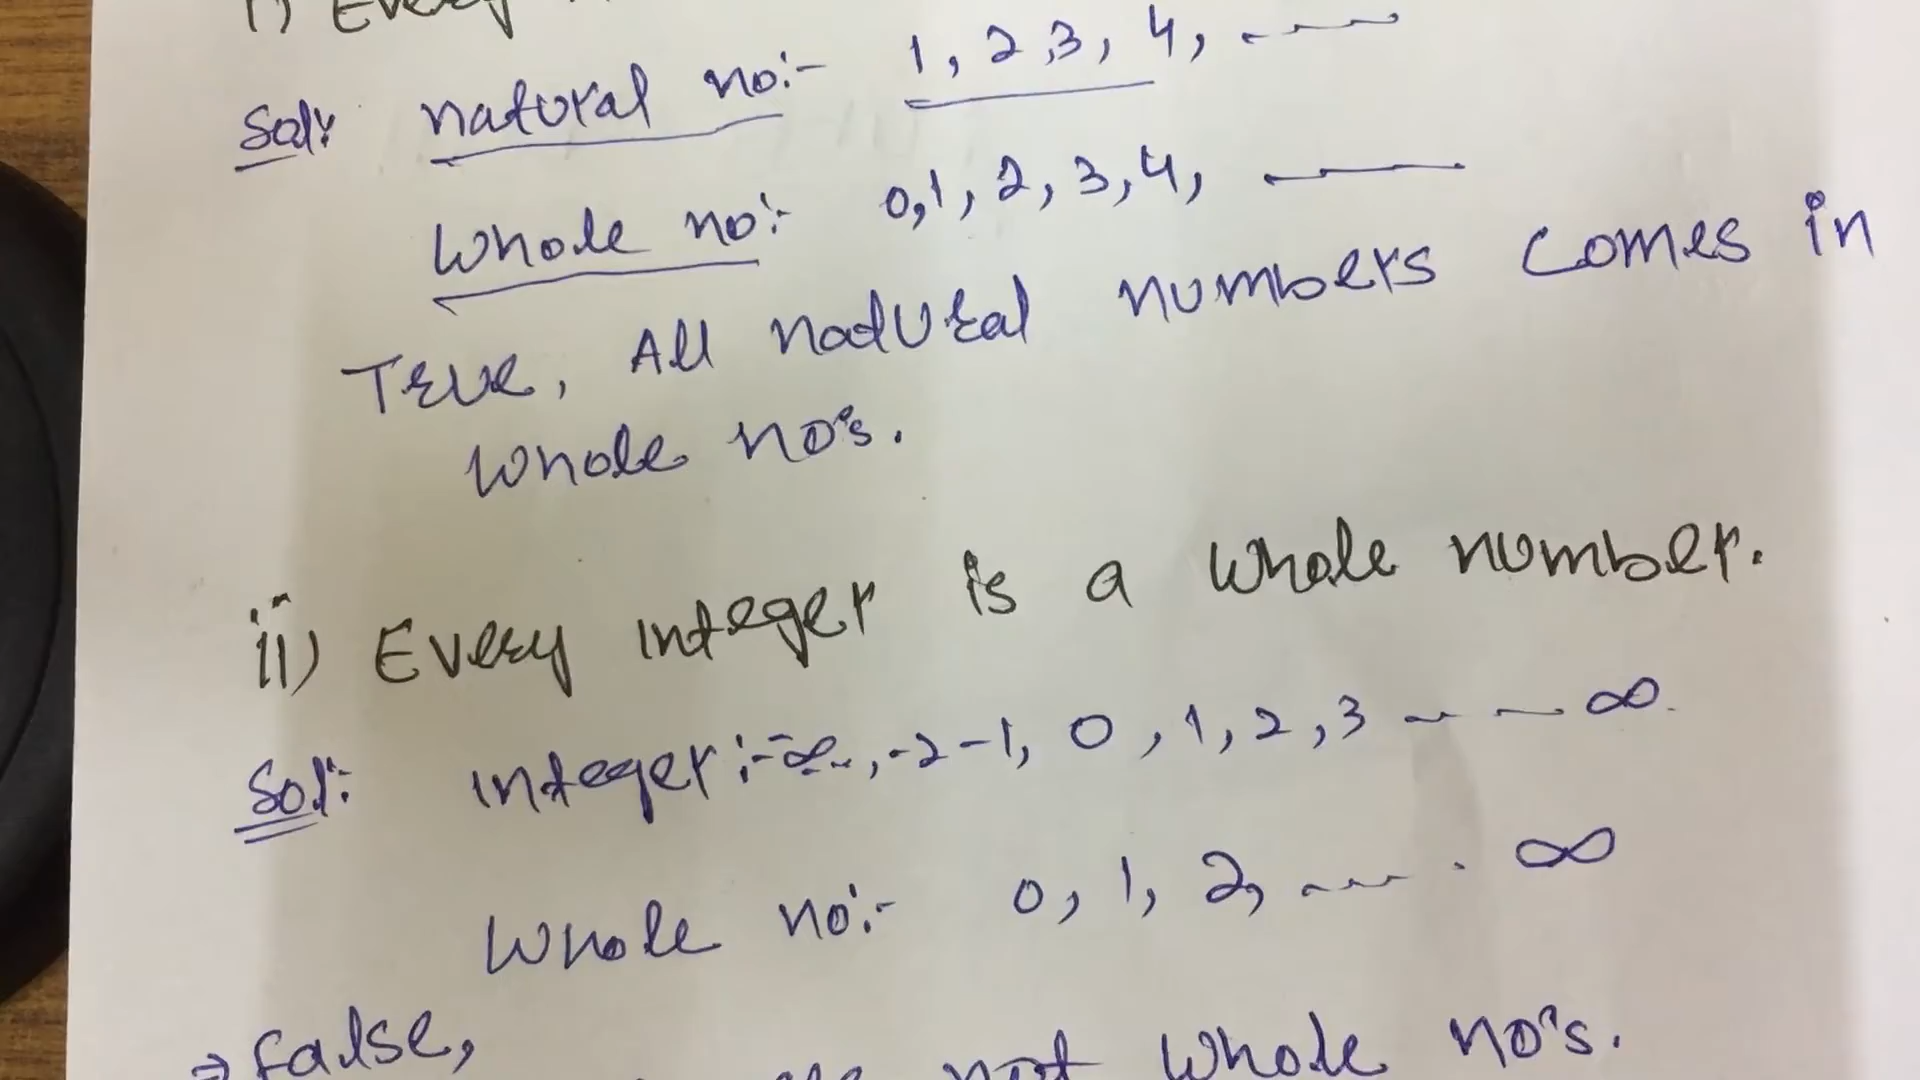 i) Every
Sol: natural no:- 1, 2, 3, 4, ——
Whole no:- 0, 1, 2, 3, 4, ——
True, All natural numbers comes in
whole no's.
ii) Every integer is a whole number.
Sol: integer:- -∞.., -2 -1, 0, 1, 2, 3 -- — ∞.
Whole no:- 0, 1, 2, ---- . ∞
⇒ false,
not whole no's.